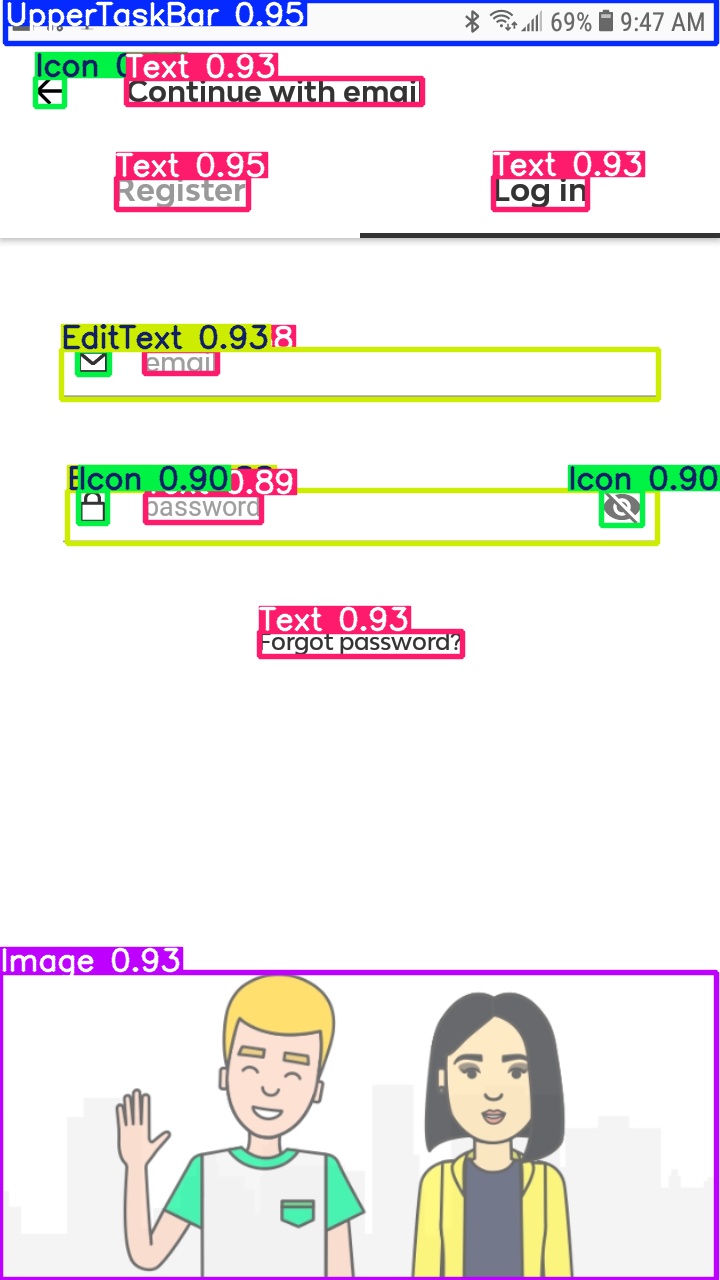 UpperTaskBar 0.95
69% 9:47 AM
Icon Text 0.93
Continue with email
Text 0.95 Text 0.93
Register Log in
EditText 0.93 8
email
Icon 0.90 0.89 Icon 0.90
password
Text 0.93
Forgot password?
Image 0.93